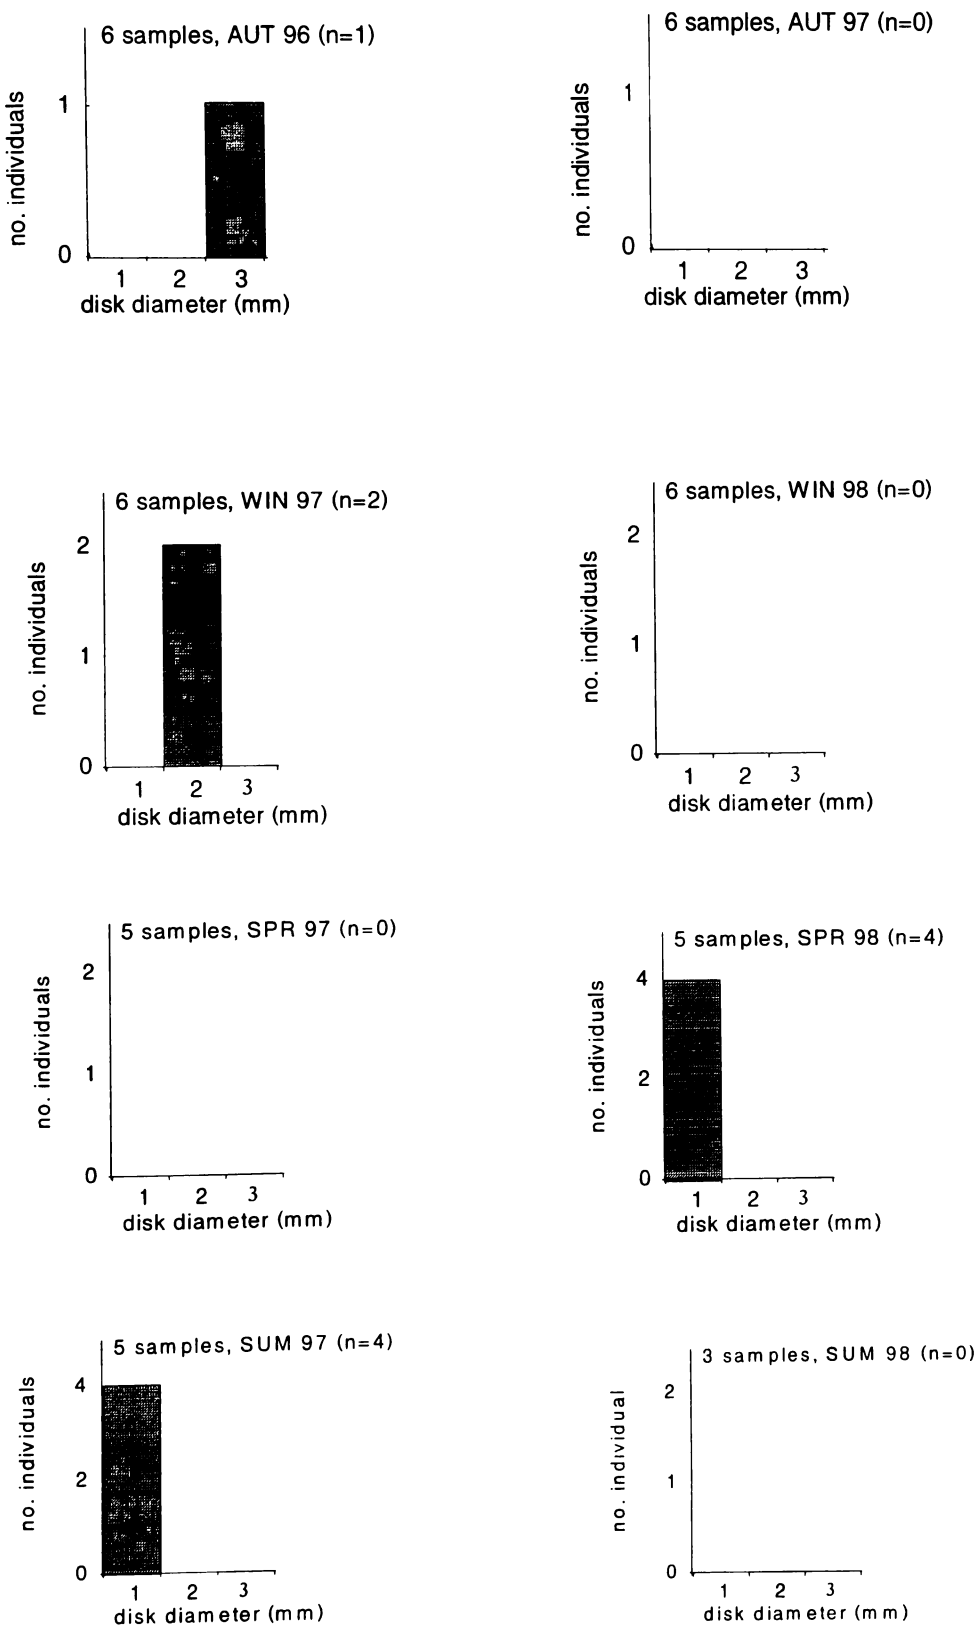 6 samples, AUT 96 (n=1)
no. individuals
1
0
1 2 3
disk diameter (mm)
6 samples, AUT 97 (n=0)
no. individuals
1
0
1 2 3
disk diameter (mm)
6 samples, WIN 97 (n=2)
no. individuals
2
1
0
1 2 3
disk diameter (mm)
6 samples, WIN 98 (n=0)
no. individuals
2
1
0
1 2 3
disk diameter (mm)
5 samples, SPR 97 (n=0)
no. individuals
2
1
0
1 2 3
disk diameter (mm)
5 samples, SPR 98 (n=4)
no. individuals
4
2
0
1 2 3
disk diameter (mm)
5 samples, SUM 97 (n=4)
no. individuals
4
2
0
1 2 3
disk diameter (mm)
3 samples, SUM 98 (n=0)
no. individual
2
1
0
1 2 3
disk diameter (mm)